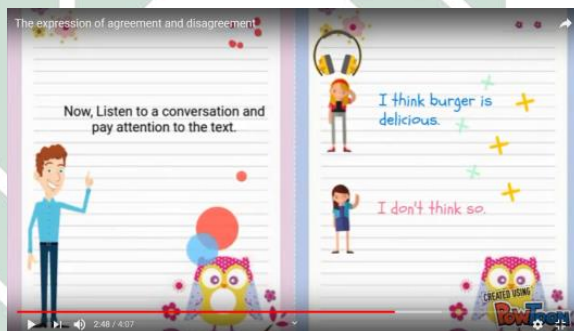 The expression of agreement and disagreement
Now, Listen to a conversation and
pay attention to the text.
I think burger is
delicious.
I don't think so.
CREATED USING
PowToon
2:48 / 4:07